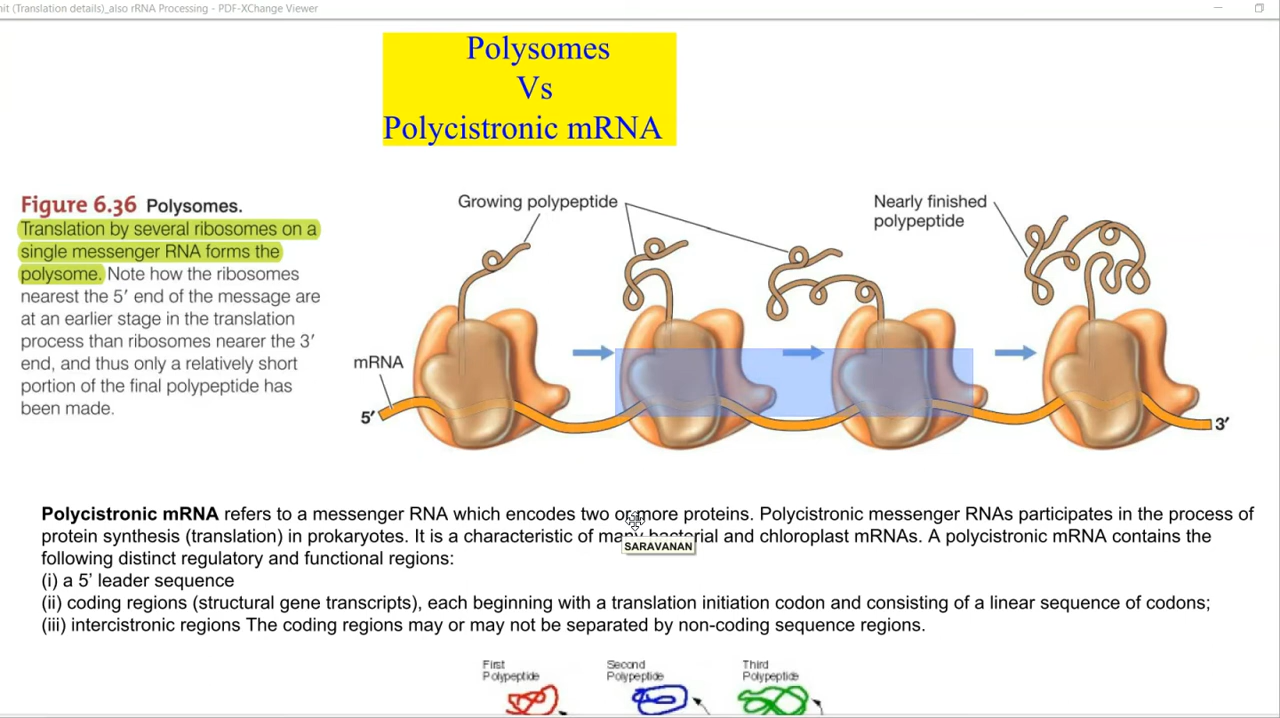 nit (Translation details)_also rRNA Processing - PDF-XChange Viewer
Polysomes
Vs
Polycistronic mRNA
Figure 6.36 Polysomes.
Translation by several ribosomes on a
single messenger RNA forms the
polysome. Note how the ribosomes
nearest the 5′ end of the message are
at an earlier stage in the translation
process than ribosomes nearer the 3′
end, and thus only a relatively short
portion of the final polypeptide has
been made.
Growing polypeptide
Nearly finished
polypeptide
mRNA
5′
3′
Polycistronic mRNA refers to a messenger RNA which encodes two or more proteins. Polycistronic messenger RNAs participates in the process of
protein synthesis (translation) in prokaryotes. It is a characteristic of many bacterial and chloroplast mRNAs. A polycistronic mRNA contains the
following distinct regulatory and functional regions:
SARAVANAN
(i) a 5’ leader sequence
(ii) coding regions (structural gene transcripts), each beginning with a translation initiation codon and consisting of a linear sequence of codons;
(iii) intercistronic regions The coding regions may or may not be separated by non-coding sequence regions.
First
Polypeptide
Second
Polypeptide
Third
Polypeptide